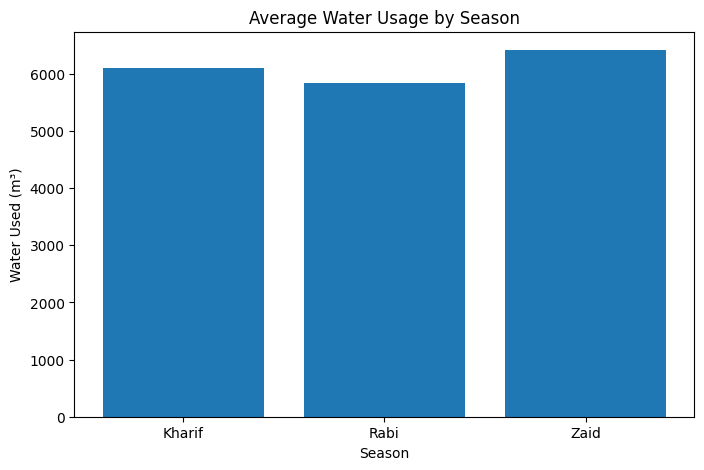 Average Water Usage by Season
Water Used (m³)
6000
5000
4000
3000
2000
1000
0
Kharif Rabi Zaid
Season